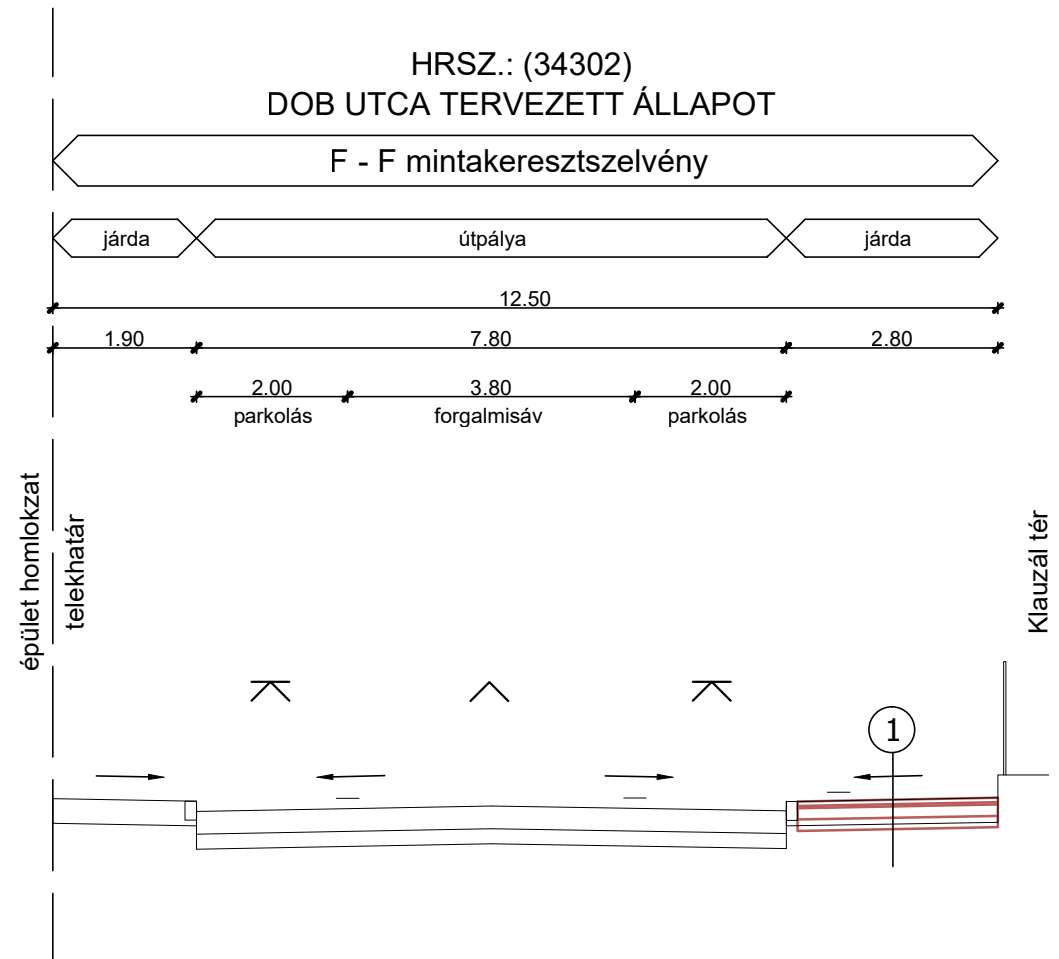 HRSZ.: (34302)
DOB UTCA TERVEZETT ÁLLAPOT
F - F mintakeresztszelvény
járda
útpálya
járda
12.50
1.90
7.80
2.80
2.00
3.80
2.00
parkolás
forgalmisáv
parkolás
épület homlokzat
telekhatár
Klauzál tér
1